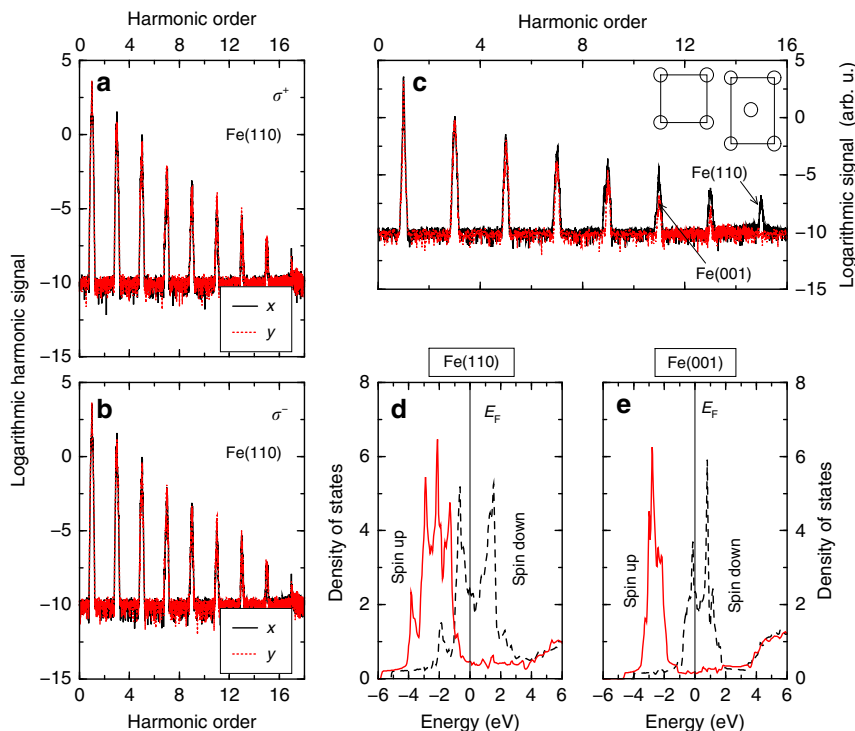 Harmonic order
0 4 8 12 16
5
0
−5
−10
−15
a
σ+
Fe(110)
x
y
Logarithmic harmonic signal
5
0
−5
−10
−15
b
σ−
Fe(110)
x
y
0 4 8 12 16
Harmonic order
Harmonic order
0 2 4 6 8 10 12 14 16
c
Fe(110)
Fe(001)
5
0
−5
−10
−15
Logarithmic signal (arb. u.)
Fe(110)
d
EF
Spin up
Spin down
Density of states
8
6
4
2
0
−6 −4 −2 0 2 4 6
Energy (eV)
Fe(001)
e
EF
Spin up
Spin down
8
6
4
2
0
Density of states
−6 −4 −2 0 2 4 6
Energy (eV)